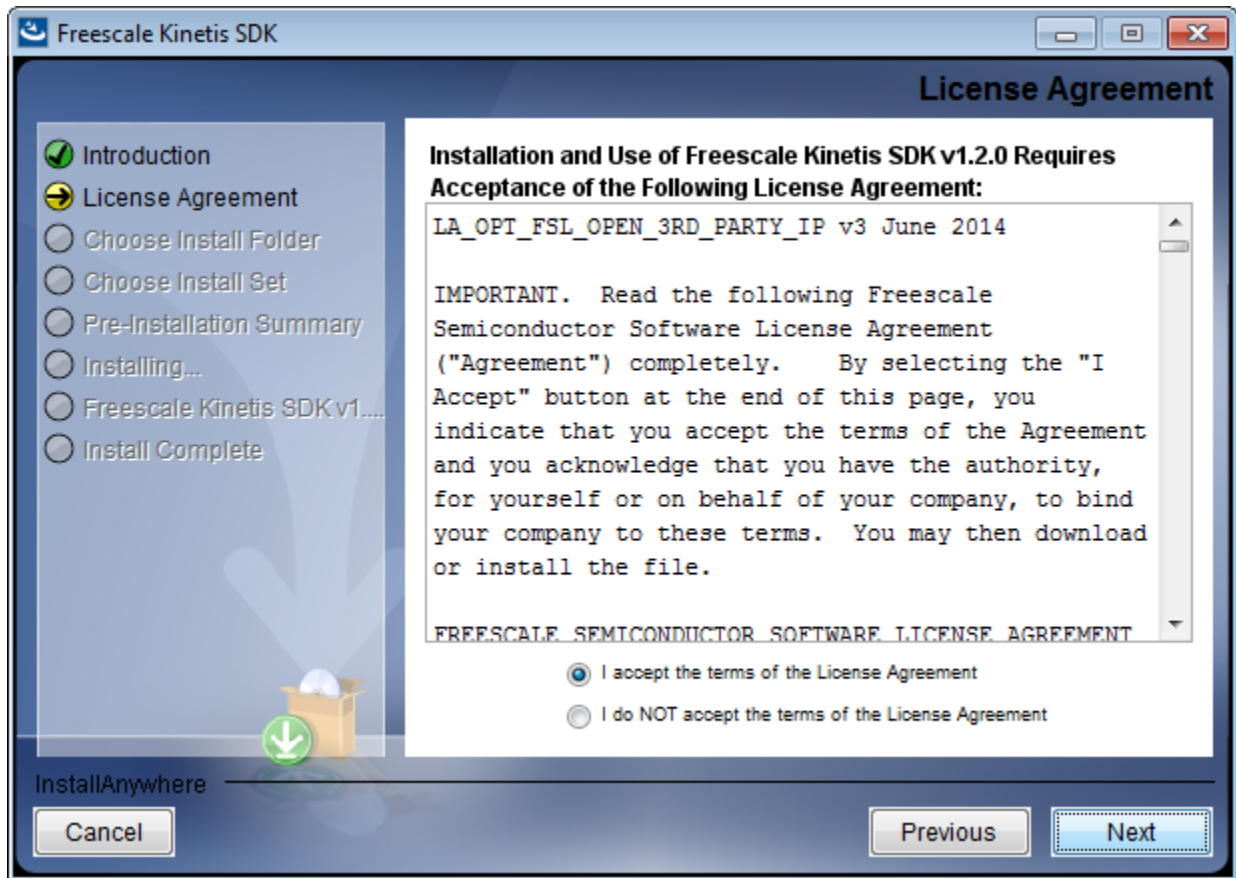 Freescale Kinetis SDK
License Agreement
Introduction
License Agreement
Choose Install Folder
Choose Install Set
Pre-Installation Summary
Installing...
Freescale Kinetis SDK v1....
Install Complete
Installation and Use of Freescale Kinetis SDK v1.2.0 Requires
Acceptance of the Following License Agreement:
LA_OPT_FSL_OPEN_3RD_PARTY_IP v3 June 2014
IMPORTANT.  Read the following Freescale
Semiconductor Software License Agreement
("Agreement") completely.    By selecting the "I
Accept" button at the end of this page, you
indicate that you accept the terms of the Agreement
and you acknowledge that you have the authority,
for yourself or on behalf of your company, to bind
your company to these terms.  You may then download
or install the file.
FREESCALE SEMICONDUCTOR SOFTWARE LICENSE AGREEMENT
I accept the terms of the License Agreement
I do NOT accept the terms of the License Agreement
InstallAnywhere
Cancel
Previous
Next